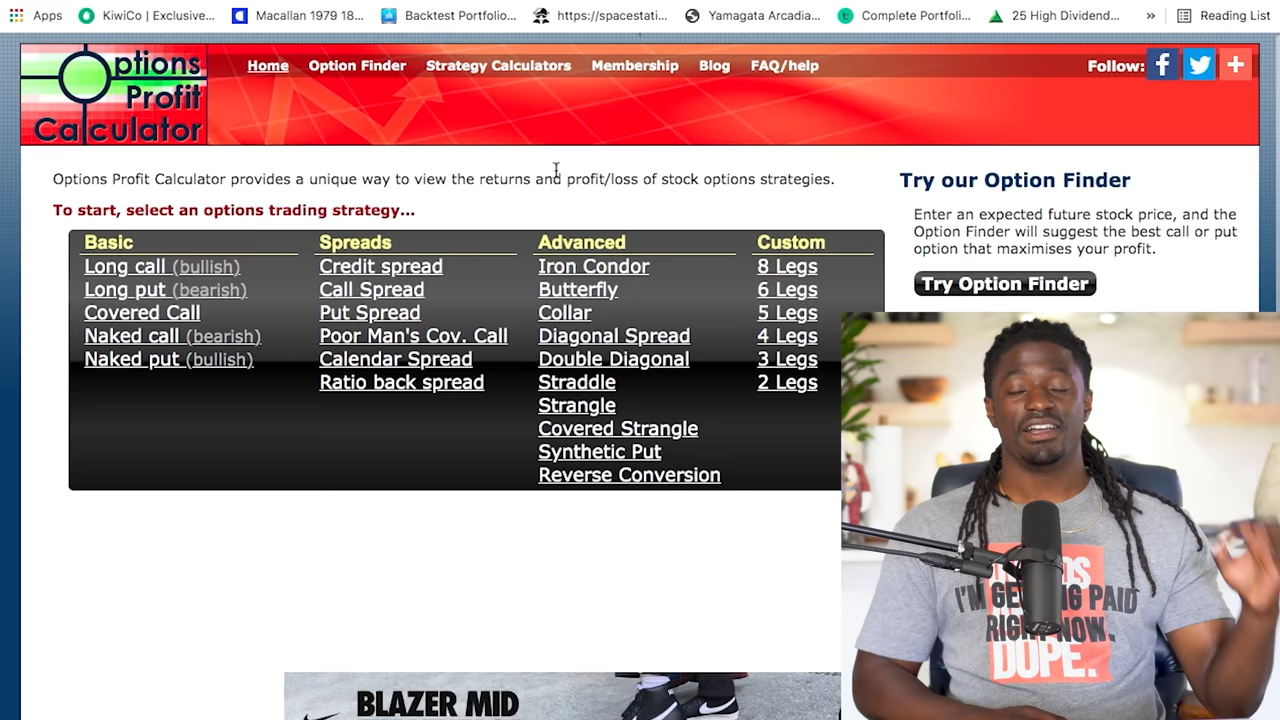 Apps
KiwiCo | Exclusive...
Macallan 1979 18...
Backtest Portfolio...
https://spacestati...
Yamagata Arcadia...
Complete Portfoli...
25 High Dividend...
»
Reading List
Options
Profit
Calculator
Home
Option Finder
Strategy Calculators
Membership
Blog
FAQ/help
Follow:
Options Profit Calculator provides a unique way to view the returns and profit/loss of stock options strategies.
To start, select an options trading strategy...
Basic
Long call (bullish)
Long put (bearish)
Covered Call
Naked call (bearish)
Naked put (bullish)
Spreads
Credit spread
Call Spread
Put Spread
Poor Man's Cov. Call
Calendar Spread
Ratio back spread
Advanced
Iron Condor
Butterfly
Collar
Diagonal Spread
Double Diagonal
Straddle
Strangle
Covered Strangle
Synthetic Put
Reverse Conversion
Custom
8 Legs
6 Legs
5 Legs
4 Legs
3 Legs
2 Legs
Try our Option Finder
Enter an expected future stock price, and the
Option Finder will suggest the best call or put
option that maximises your profit.
Try Option Finder
I'M GE NG PAID
RIGH NOW.
DOPE.
BLAZER MID